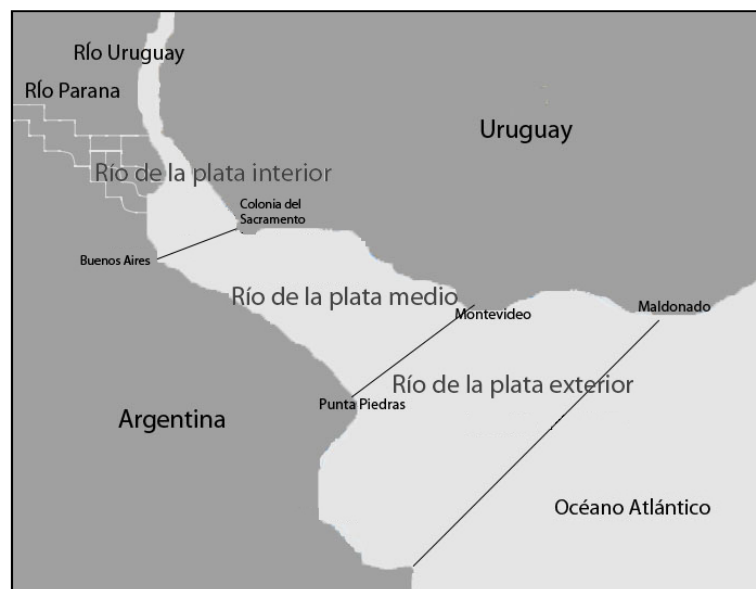 RÍo Uruguay
RÍo Parana
Uruguay
Río de la plata interior
Colonia del
Sacramento
Buenos Aires
Río de la plata medio
Montevideo
Maldonado
Río de la plata exterior
Punta Piedras
Argentina
Océano Atlántico